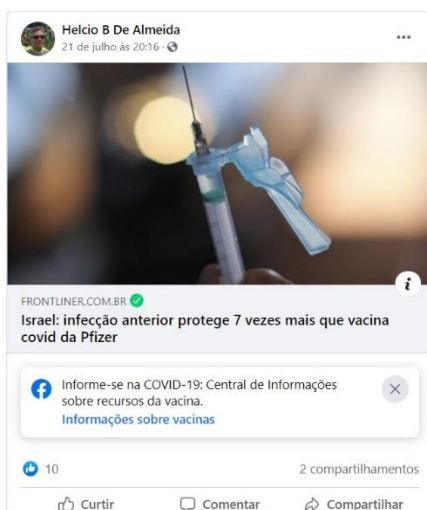 Helcio B De Almeida
21 de julho às 20:16 ·
FRONTLINER.COM.BR
Israel: infecção anterior protege 7 vezes mais que vacina
covid da Pfizer
Informe-se na COVID-19: Central de Informações
sobre recursos da vacina.
Informações sobre vacinas
10
2 compartilhamentos
Curtir
Comentar
Compartilhar